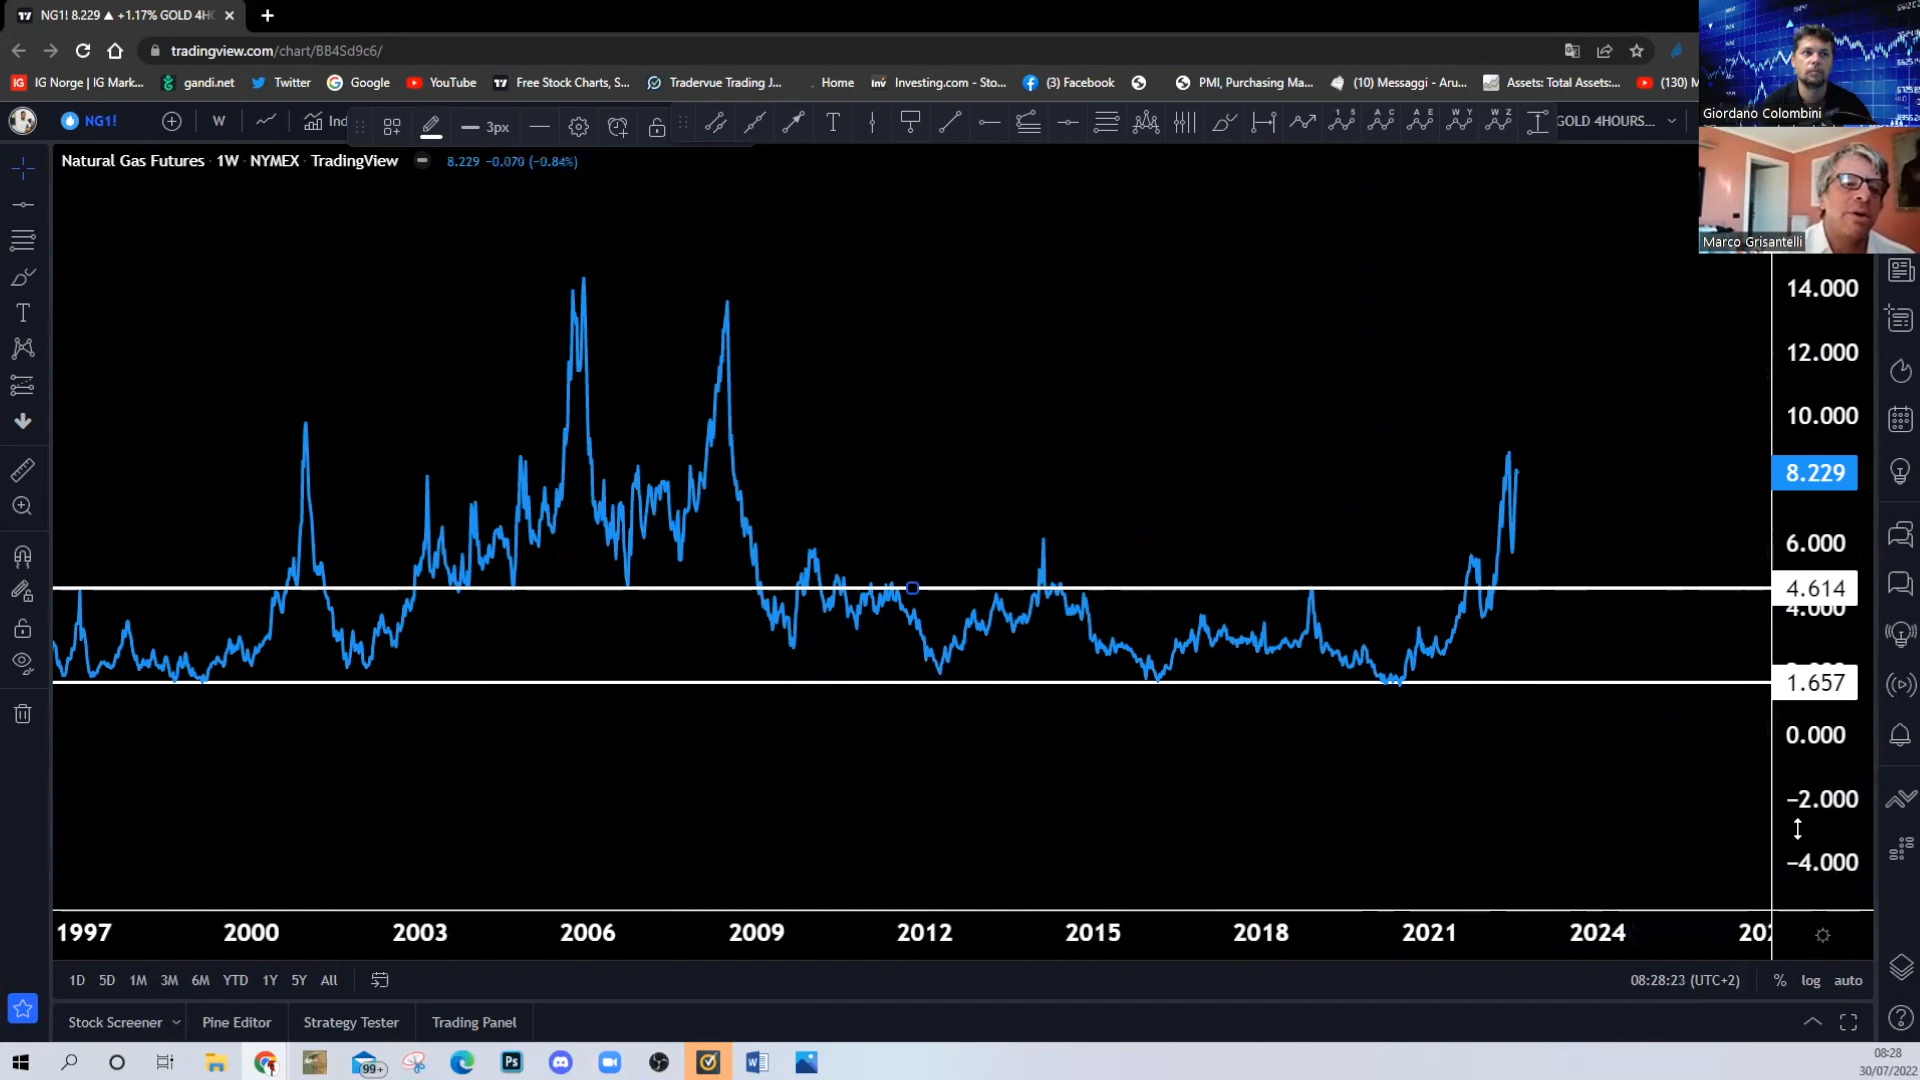 NG1! 8.229 ▲ +1.17% GOLD 4H
tradingview.com/chart/BB4Sd9c6/
IG Norge | IG Mark...
gandi.net
Twitter
Google
YouTube
Free Stock Charts, S...
Tradervue Trading J...
Home
Investing.com - Sto...
(3) Facebook
PMI, Purchasing Ma...
(10) Messaggi - Aru...
Assets: Total Assets:...
(130) M
Giordano Colombini
Marco Grisantelli
NG1!
W
Ind
3px
GOLD 4HOURS...
Natural Gas Futures · 1W · NYMEX · TradingView
8.229 -0.070 (-0.84%)
14.000
12.000
10.000
8.229
6.000
4.614
4.000
1.657
0.000
−2.000
−4.000
1997 2000 2003 2006 2009 2012 2015 2018 2021 2024 202
1D 5D 1M 3M 6M YTD 1Y 5Y All
08:28:23 (UTC+2) % log auto
Stock Screener Pine Editor Strategy Tester Trading Panel
99+
Ps
08:28
30/07/2022